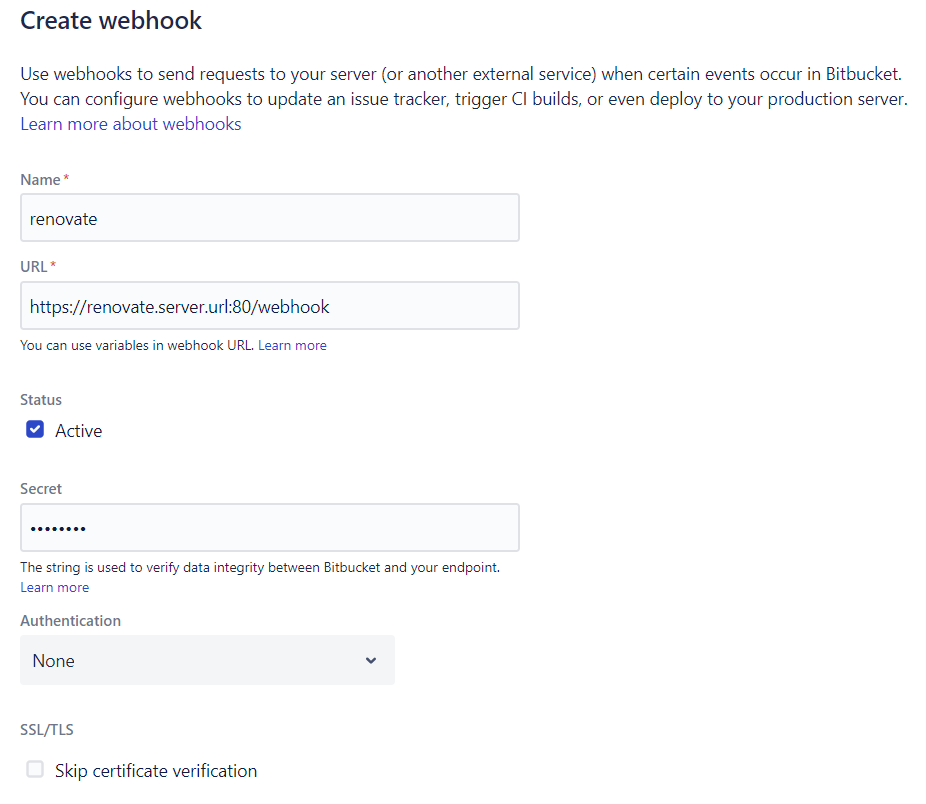 Create webhook
Use webhooks to send requests to your server (or another external service) when certain events occur in Bitbucket.
You can configure webhooks to update an issue tracker, trigger CI builds, or even deploy to your production server.
Learn more about webhooks
Name*
renovate
URL*
https://renovate.server.url:80/webhook
You can use variables in webhook URL. Learn more
Status
Active
Secret
••••••••
The string is used to verify data integrity between Bitbucket and your endpoint.
Learn more
Authentication
None
SSL/TLS
Skip certificate verification